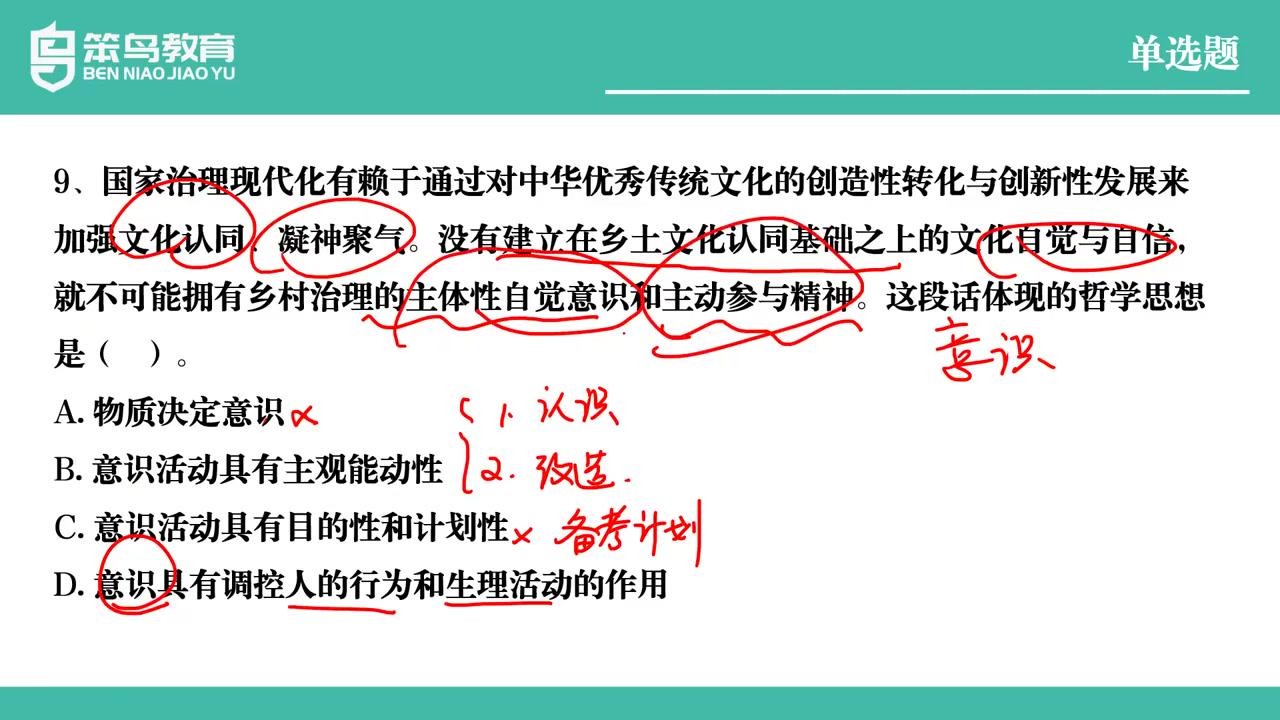 笨鸟教育
BEN NIAO JIAO YU
单选题
9、国家治理现代化有赖于通过对中华优秀传统文化的创造性转化与创新性发展来
加强文化认同、凝神聚气。没有建立在乡土文化认同基础之上的文化自觉与自信，
就不可能拥有乡村治理的主体性自觉意识和主动参与精神。这段话体现的哲学思想
是（ ）。
意识
A. 物质决定意识 ×
1. 认识
B. 意识活动具有主观能动性
2. 改造.
C. 意识活动具有目的性和计划性 × 备考计划
D. 意识具有调控人的行为和生理活动的作用